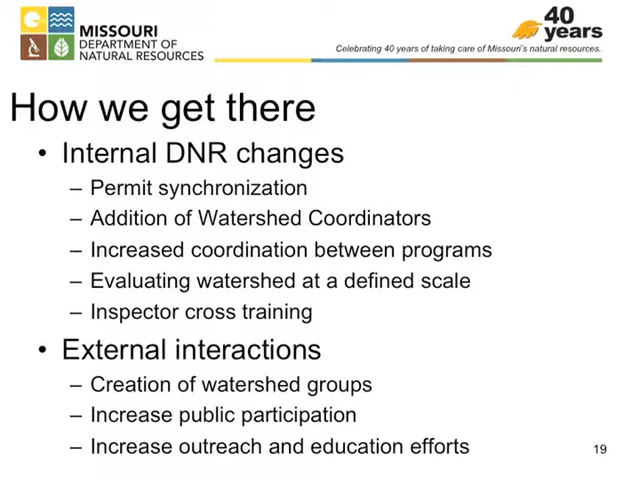 MISSOURI
DEPARTMENT OF
NATURAL RESOURCES
40
years
Celebrating 40 years of taking care of Missouri's natural resources.
How we get there
• Internal DNR changes
– Permit synchronization
– Addition of Watershed Coordinators
– Increased coordination between programs
– Evaluating watershed at a defined scale
– Inspector cross training
• External interactions
– Creation of watershed groups
– Increase public participation
– Increase outreach and education efforts
19